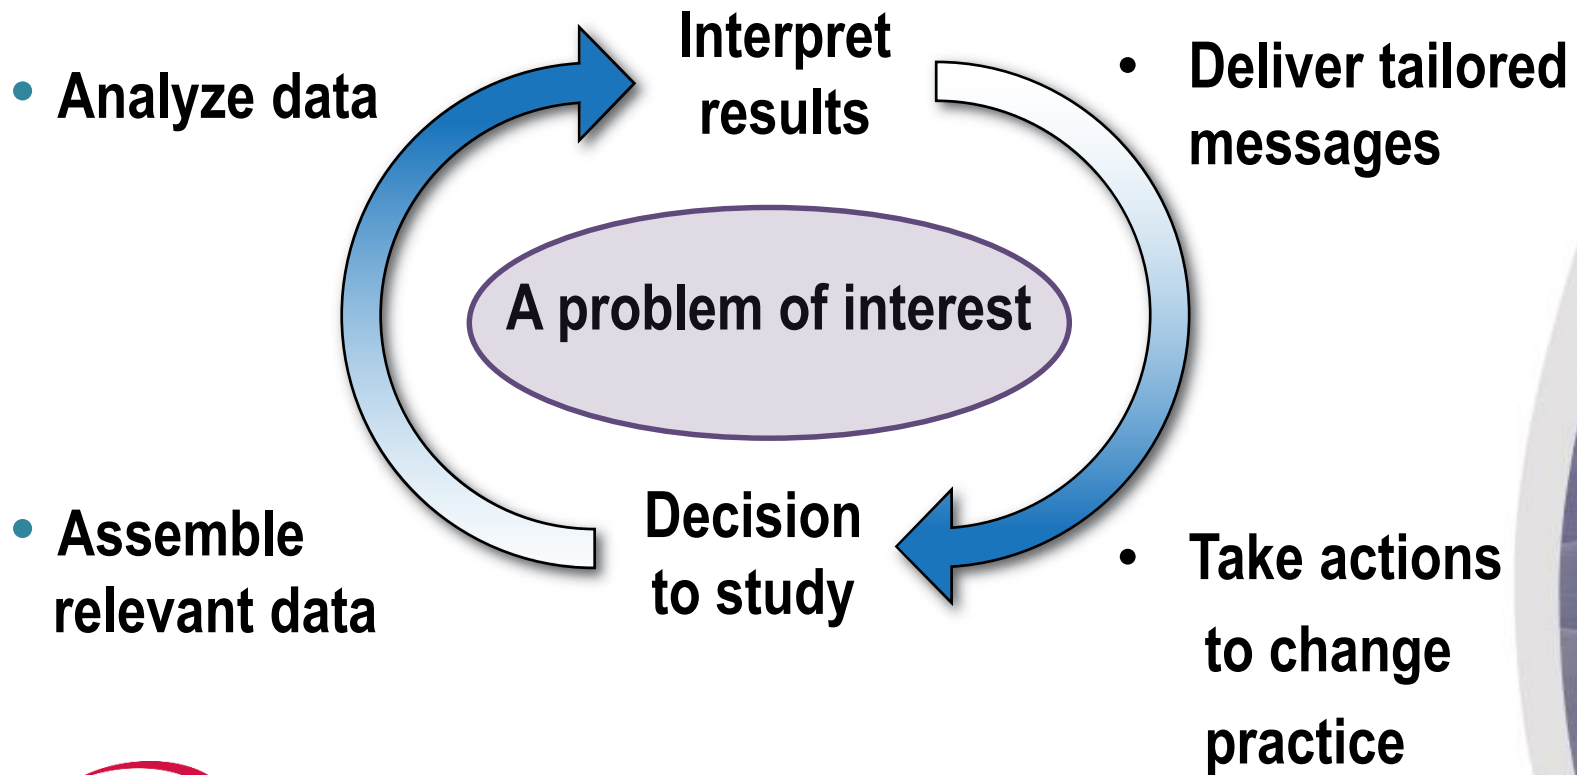 Interpret
results
• Analyze data
• Deliver tailored
messages
A problem of interest
• Assemble
relevant data
Decision
to study
• Take actions
to change
practice